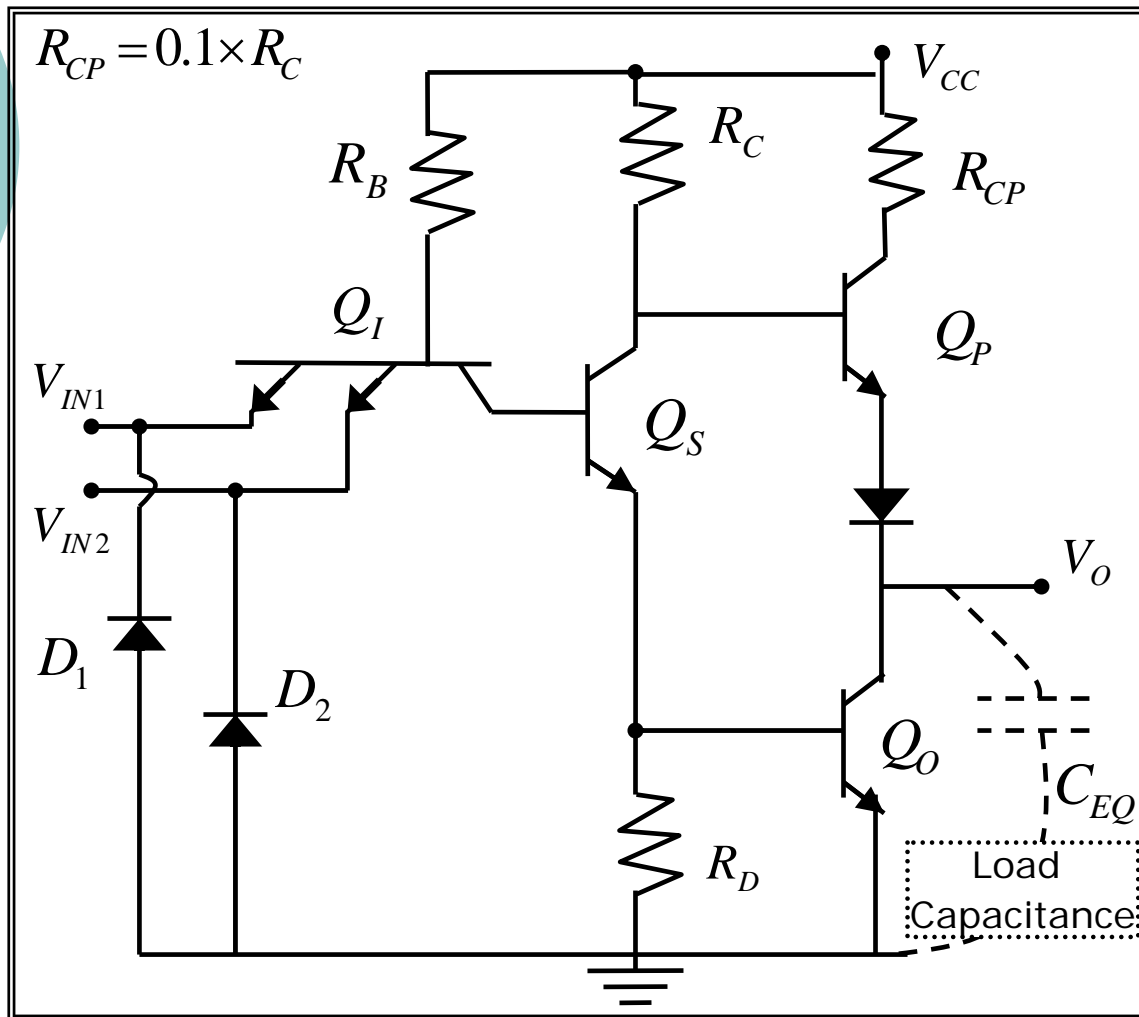 R_CP = 0.1 × R_C
V_CC
R_C
R_B
R_CP
Q_I
Q_P
V_IN1
Q_S
V_IN2
V_O
D_1
D_2
Q_O
C_EQ
R_D
Load
Capacitance